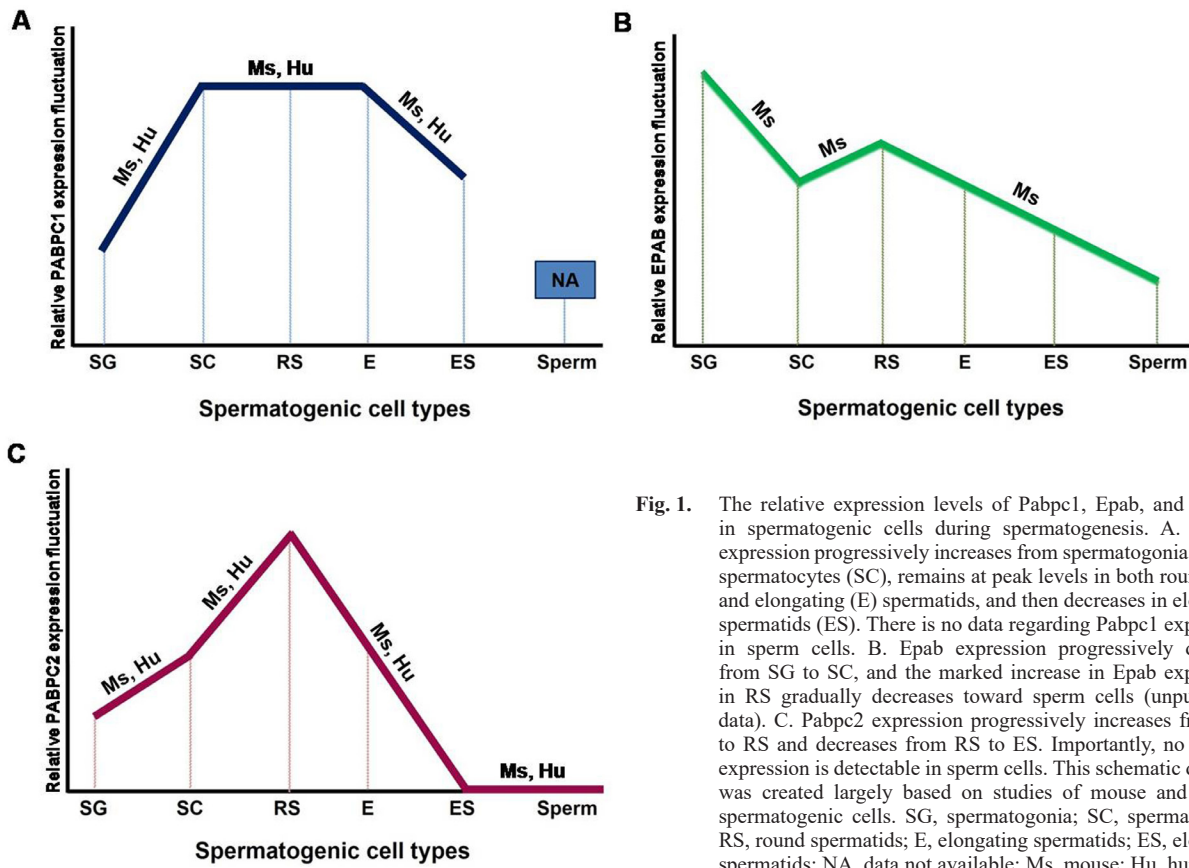 A
Relative PABPC1 expression fluctuation
Ms, Hu
Ms, Hu
Ms, Hu
NA
SG SC RS E ES Sperm
Spermatogenic cell types
B
Relative EPAB expression fluctuation
Ms
Ms
Ms
SG SC RS E ES Sperm
Spermatogenic cell types
C
Relative PABPC2 expression fluctuation
Ms, Hu
Ms, Hu
Ms, Hu
Ms, Hu
SG SC RS E ES Sperm
Spermatogenic cell types
Fig. 1. The relative expression levels of Pabpc1, Epab, and
in spermatogenic cells during spermatogenesis. A.
expression progressively increases from spermatogonia
spermatocytes (SC), remains at peak levels in both roun
and elongating (E) spermatids, and then decreases in elo
spermatids (ES). There is no data regarding Pabpc1 exp
in sperm cells. B. Epab expression progressively d
from SG to SC, and the marked increase in Epab exp
in RS gradually decreases toward sperm cells (unpu
data). C. Pabpc2 expression progressively increases f
to RS and decreases from RS to ES. Importantly, no
expression is detectable in sperm cells. This schematic
was created largely based on studies of mouse and
spermatogenic cells. SG, spermatogonia; SC, sperma
RS, round spermatids; E, elongating spermatids; ES, elo
spermatids; NA, data not available; Ms, mouse; Hu, hu